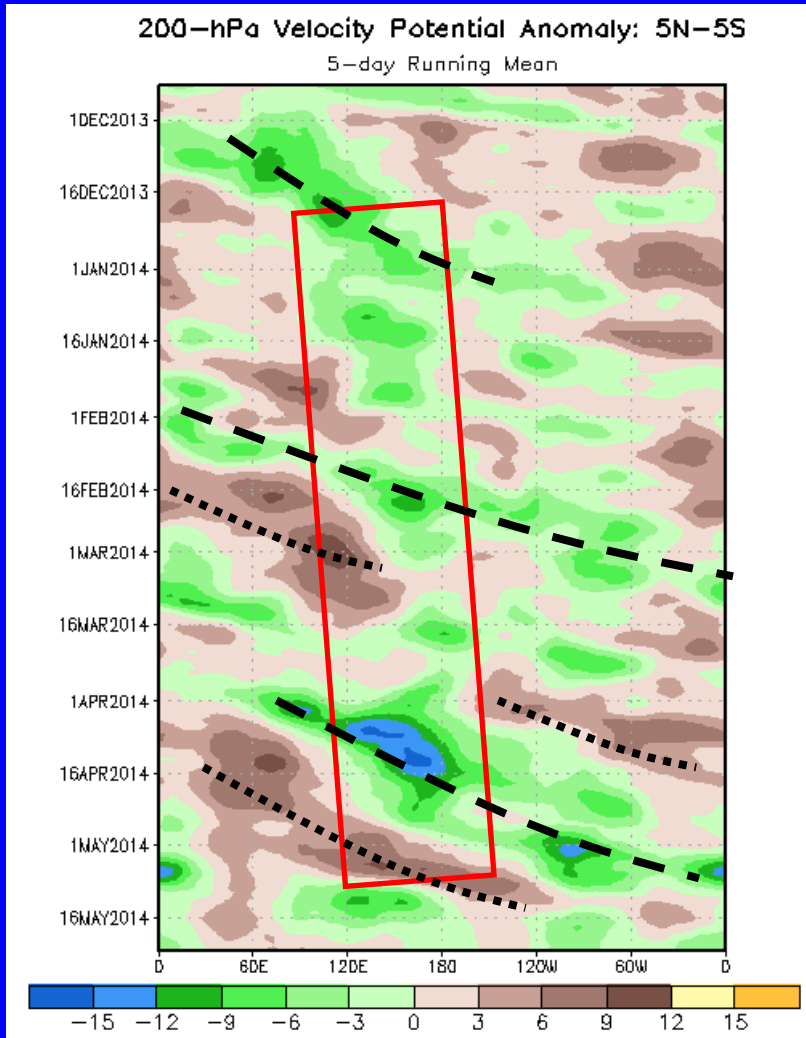 200-hPa Velocity Potential Anomaly: 5N-5S
5-day Running Mean
1DEC2013
16DEC2013
1JAN2014
16JAN2014
1FEB2014
16FEB2014
1MAR2014
16MAR2014
1APR2014
16APR2014
1MAY2014
16MAY2014
0 60E 120E 180 120W 60W 0
-15 -12 -9 -6 -3 0 3 6 9 12 15